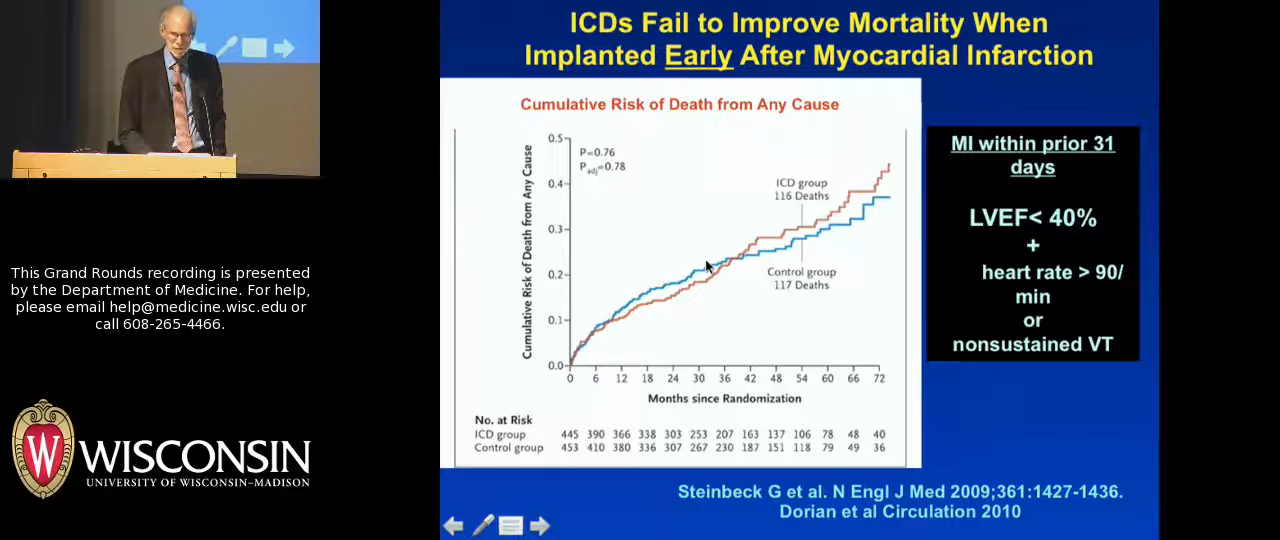 ICDs Fail to Improve Mortality When
Implanted Early After Myocardial Infarction
Cumulative Risk of Death from Any Cause
Cumulative Risk of Death from Any Cause
0.5
0.4
0.3
0.2
0.1
0.0
P=0.76
Padj=0.78
ICD group
116 Deaths
Control group
117 Deaths
0 6 12 18 24 30 36 42 48 54 60 66 72
Months since Randomization
No. at Risk
ICD group 445 390 366 338 303 253 207 163 137 106 78 48 40
Control group 453 410 380 336 307 267 230 187 151 118 79 49 36
MI within prior 31
days
LVEF< 40%
+
heart rate > 90/
min
or
nonsustained VT
Steinbeck G et al. N Engl J Med 2009;361:1427-1436.
Dorian et al Circulation 2010
This Grand Rounds recording is presented
by the Department of Medicine. For help,
please email help@medicine.wisc.edu or
call 608-265-4466.
W
WISCONSIN
UNIVERSITY OF WISCONSIN–MADISON